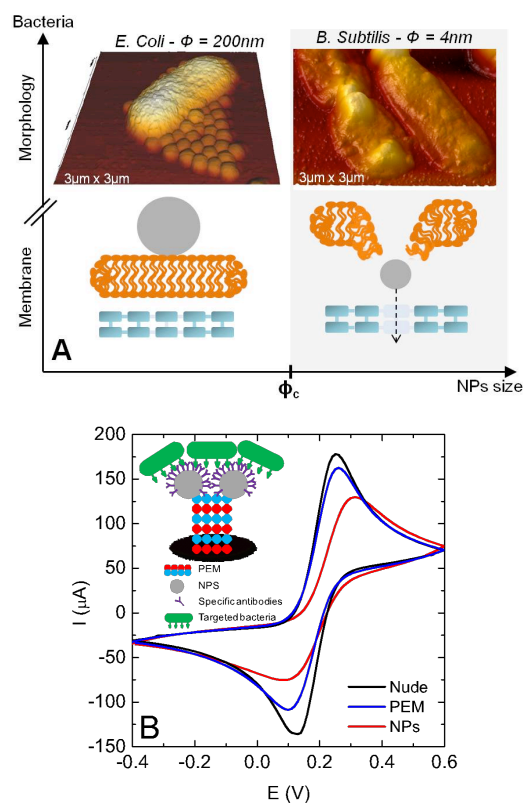 Bacteria
E. Coli - Φ = 200nm
B. Subtilis - Φ = 4nm
Morphology
3µm x 3µm
3µm x 3µm
Membrane
A
ϕc
NPs size
200
150
100
50
0
-50
-100
-150
I (µA)
PEM
NPS
Specific antibodies
Targeted bacteria
B
Nude
PEM
NPs
-0.4
-0.2
0.0
0.2
0.4
0.6
E (V)